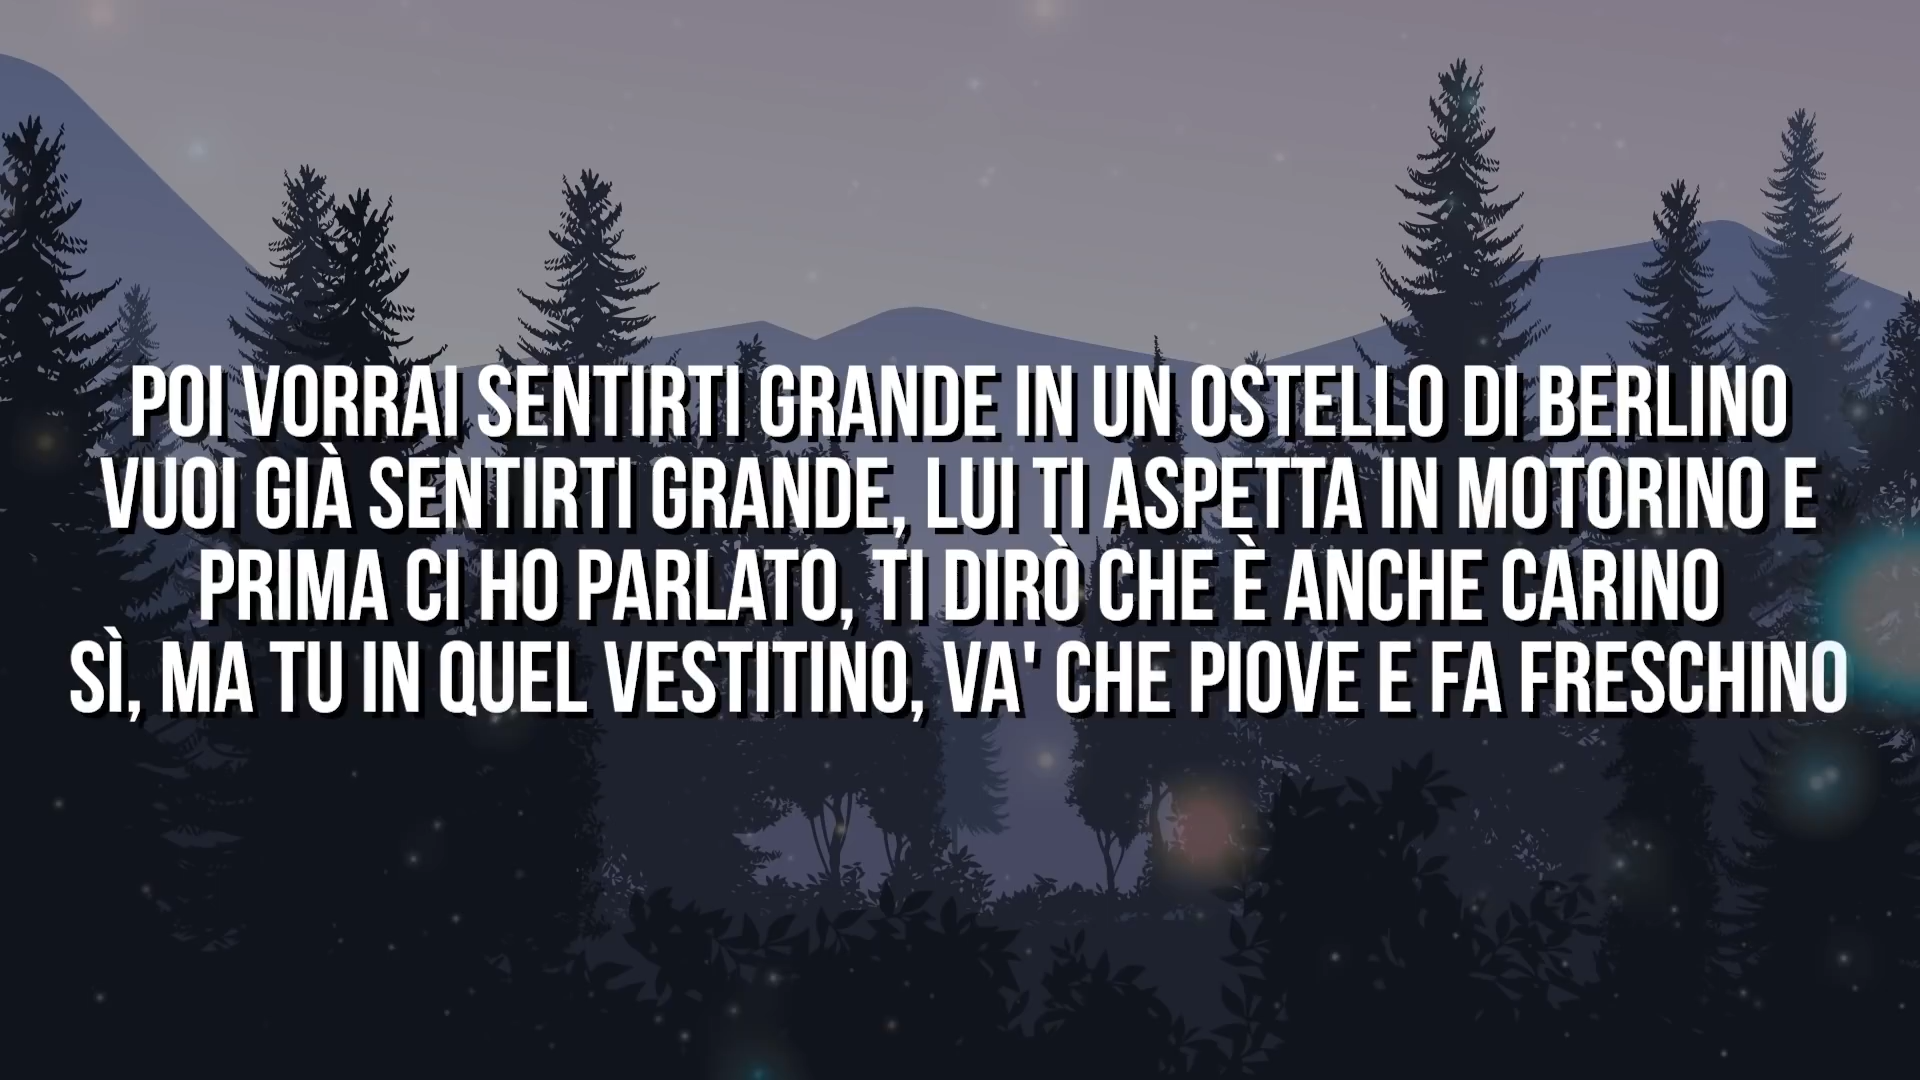 POI VORRAI SENTIRTI GRANDE IN UN OSTELLO DI BERLINO
VUOI GIÀ SENTIRTI GRANDE, LUI TI ASPETTA IN MOTORINO E
PRIMA CI HO PARLATO, TI DIRÒ CHE È ANCHE CARINO
SÌ, MA TU IN QUEL VESTITINO, VA' CHE PIOVE E FA FRESCHINO